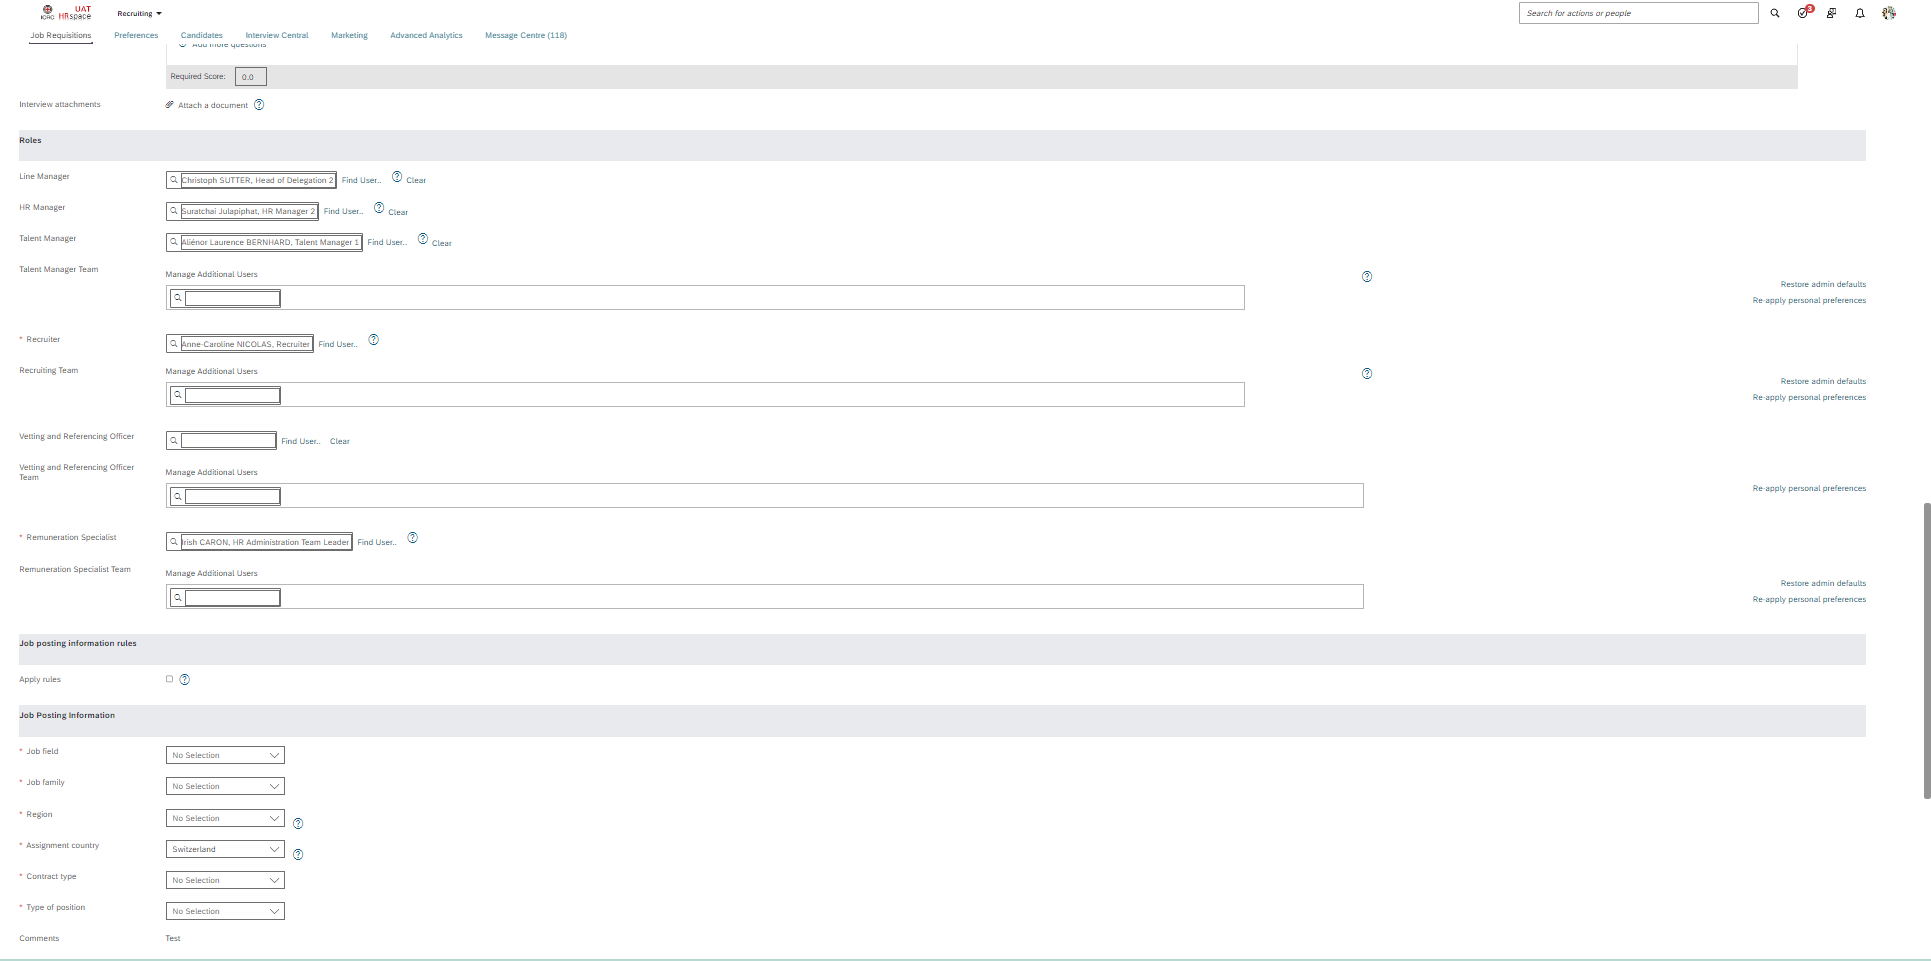 ICRC UAT HRspace Recruiting Search for actions or people 3
Job Requisitions Preferences Candidates Interview Central Marketing Advanced Analytics Message Centre (118)
Add more questions
Required Score: 0.0
Interview attachments Attach a document ?
Roles
Line Manager Christoph SUTTER, Head of Delegation 2 Find User.. ? Clear
HR Manager Suratchai Julapiphat, HR Manager 2 Find User.. ? Clear
Talent Manager Aliénor Laurence BERNHARD, Talent Manager 1 Find User.. ? Clear
Talent Manager Team Manage Additional Users ?
Restore admin defaults
Re-apply personal preferences
* Recruiter Anne-Caroline NICOLAS, Recruiter Find User.. ?
Recruiting Team Manage Additional Users ?
Restore admin defaults
Re-apply personal preferences
Vetting and Referencing Officer Find User.. Clear
Vetting and Referencing Officer Team Manage Additional Users
Re-apply personal preferences
* Remuneration Specialist Irish CARON, HR Administration Team Leader Find User.. ?
Remuneration Specialist Team Manage Additional Users
Restore admin defaults
Re-apply personal preferences
Job posting information rules
Apply rules ?
Job Posting Information
* Job field No Selection
* Job family No Selection
* Region No Selection ?
* Assignment country Switzerland ?
* Contract type No Selection
* Type of position No Selection
Comments Test